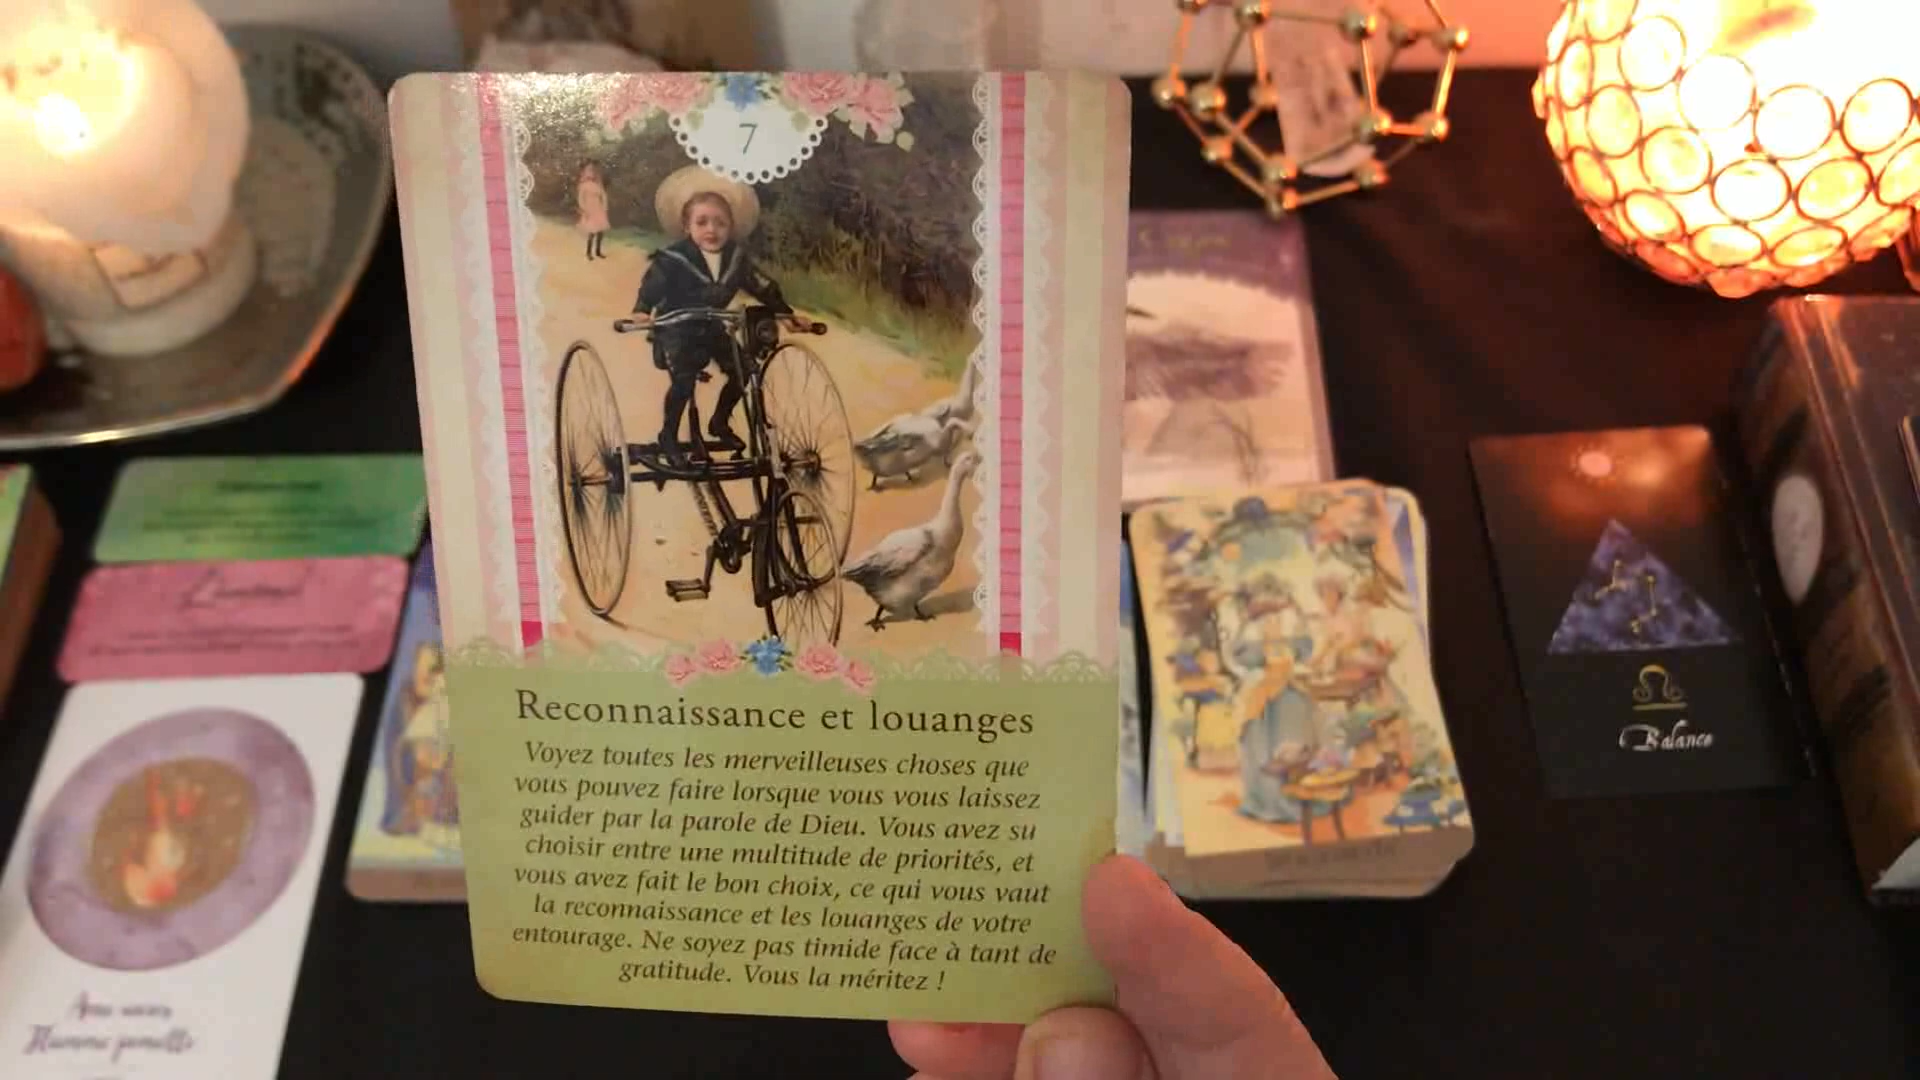 7
Reconnaissance et louanges
Voyez toutes les merveilleuses choses que
vous pouvez faire lorsque vous vous laissez
guider par la parole de Dieu. Vous avez su
choisir entre une multitude de priorités, et
vous avez fait le bon choix, ce qui vous vaut
la reconnaissance et les louanges de votre
entourage. Ne soyez pas timide face à tant de
gratitude. Vous la méritez !
Balance
Flamme jumelle